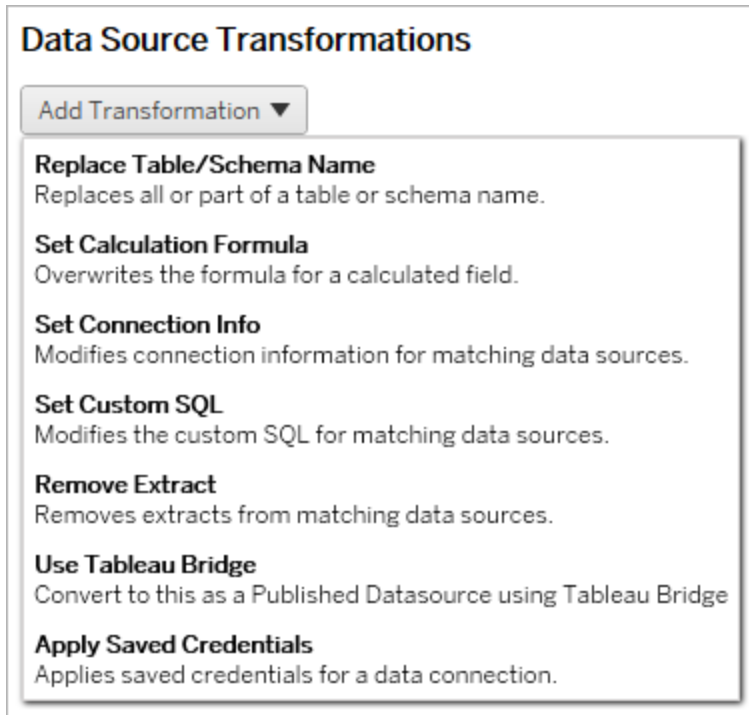 Data Source Transformations
Add Transformation ▼
Replace Table/Schema Name
Replaces all or part of a table or schema name.
Set Calculation Formula
Overwrites the formula for a calculated field.
Set Connection Info
Modifies connection information for matching data sources.
Set Custom SQL
Modifies the custom SQL for matching data sources.
Remove Extract
Removes extracts from matching data sources.
Use Tableau Bridge
Convert to this as a Published Datasource using Tableau Bridge
Apply Saved Credentials
Applies saved credentials for a data connection.